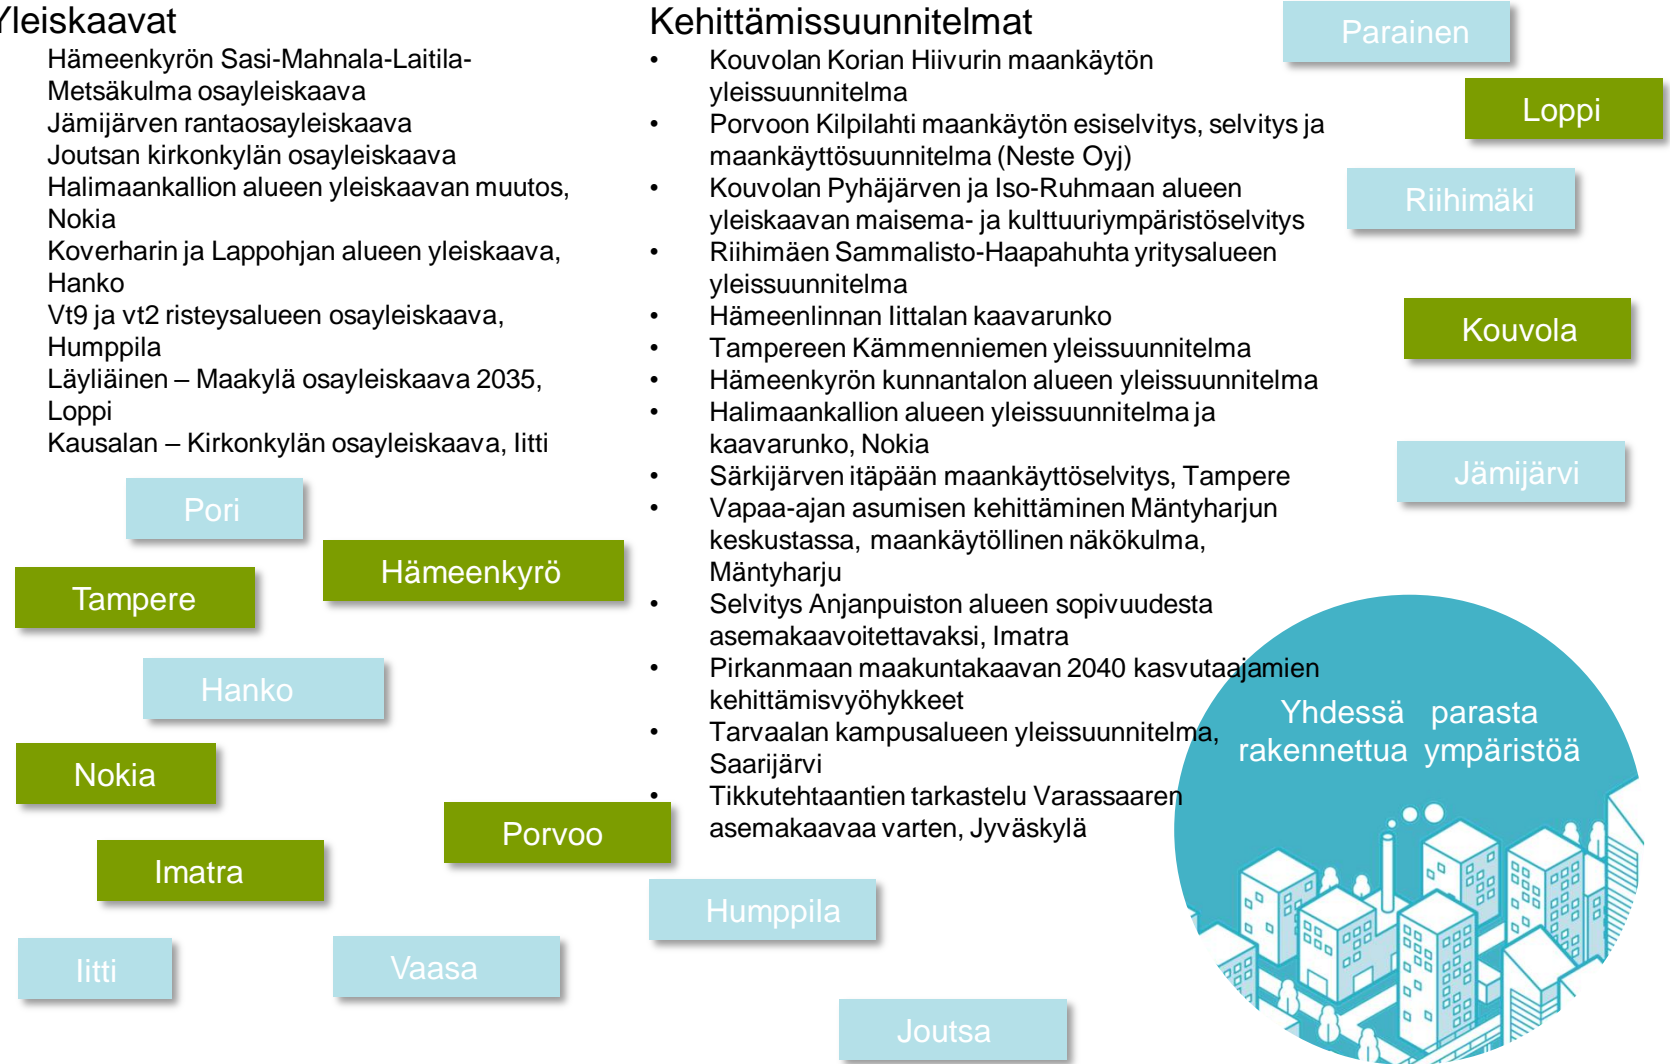 Yleiskaavat
Hämeenkyrön Sasi-Mahnala-Laitila-
Metsäkulma osayleiskaava
Jämijärven rantaosayleiskaava
Joutsan kirkonkylän osayleiskaava
Halimaankallion alueen yleiskaavan muutos,
Nokia
Koverharin ja Lappohjan alueen yleiskaava,
Hanko
Vt9 ja vt2 risteysalueen osayleiskaava,
Humppila
Läyliäinen – Maakylä osayleiskaava 2035,
Loppi
Kausalan – Kirkonkylän osayleiskaava, Iitti
Kehittämissuunnitelmat
• Kouvolan Korian Hiivurin maankäytön
yleissuunnitelma
• Porvoon Kilpilahti maankäytön esiselvitys, selvitys ja
maankäyttösuunnitelma (Neste Oyj)
• Kouvolan Pyhäjärven ja Iso-Ruhmaan alueen
yleiskaavan maisema- ja kulttuuriympäristöselvitys
• Riihimäen Sammalisto-Haapahuhta yritysalueen
yleissuunnitelma
• Hämeenlinnan Iittalan kaavarunko
• Tampereen Kämmenniemen yleissuunnitelma
• Hämeenkyrön kunnantalon alueen yleissuunnitelma
• Halimaankallion alueen yleissuunnitelma ja
kaavarunko, Nokia
• Särkijärven itäpään maankäyttöselvitys, Tampere
• Vapaa-ajan asumisen kehittäminen Mäntyharjun
keskustassa, maankäytöllinen näkökulma,
Mäntyharju
• Selvitys Anjanpuiston alueen sopivuudesta
asemakaavoitettavaksi, Imatra
• Pirkanmaan maakuntakaavan 2040 kasvutaajamien
kehittämisvyöhykkeet
• Tarvaalan kampusalueen yleissuunnitelma,
Saarijärvi
• Tikkutehtaantien tarkastelu Varassaaren
asemakaavaa varten, Jyväskylä
Parainen
Loppi
Riihimäki
Kouvola
Jämijärvi
Pori
Hämeenkyrö
Tampere
Hanko
Nokia
Porvoo
Imatra
Humppila
Iitti
Vaasa
Joutsa
Yhdessä parasta
rakennettua ympäristöä